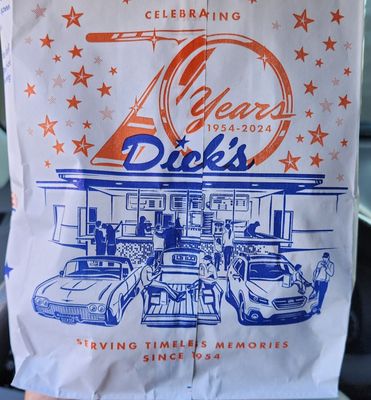 CELEBRATING
70 Years
1954-2024
Dick's
SERVING TIMELESS MEMORIES
SINCE 1954